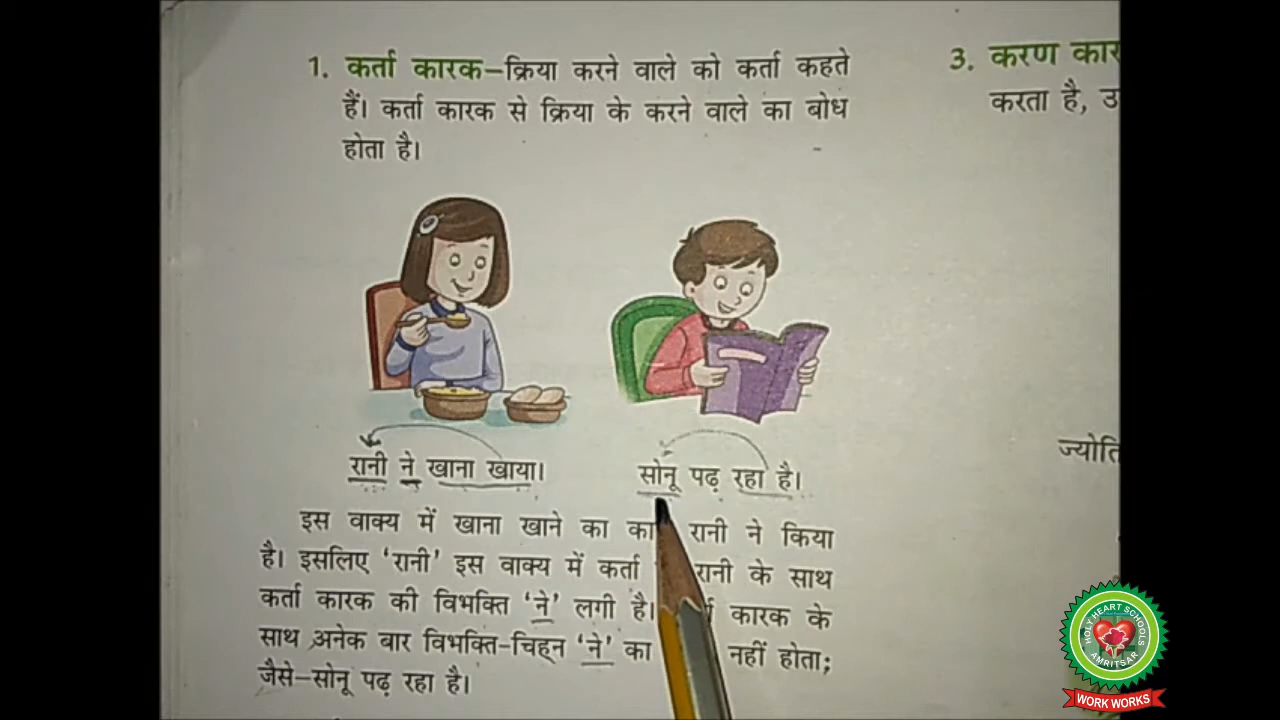 1. कर्ता कारक–क्रिया करने वाले को कर्ता कहते
हैं। कर्ता कारक से क्रिया के करने वाले का बोध
होता है।
रानी ने खाना खाया।
सोनू पढ़ रहा है।
इस वाक्य में खाना खाने का रानी ने किया
है। इसलिए ‘रानी’ इस वाक्य में कर्ता रानी के साथ
कर्ता कारक की विभक्ति ‘ने’ लगी है। कारक के
साथ अनेक बार विभक्ति-चिह्न ‘ने’ का नहीं होता;
जैसे–सोनू पढ़ रहा है।
3. करण
करता है,
HOLY HEART SCHOOLS
AMRITSAR
WORK WORKS